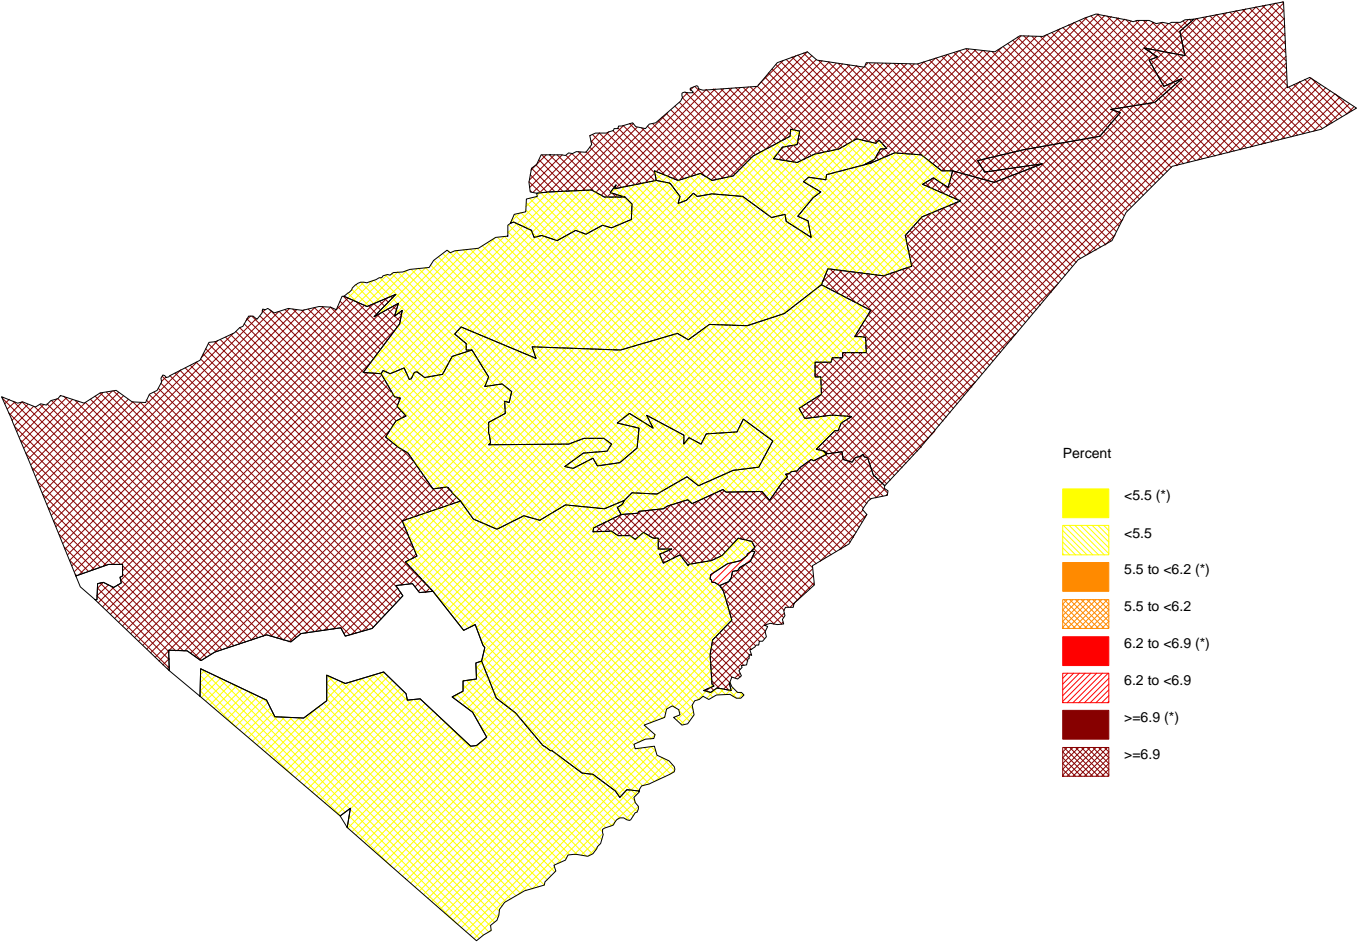 Percent
<5.5 (*)
<5.5
5.5 to <6.2 (*)
5.5 to <6.2
6.2 to <6.9 (*)
6.2 to <6.9
>=6.9 (*)
>=6.9